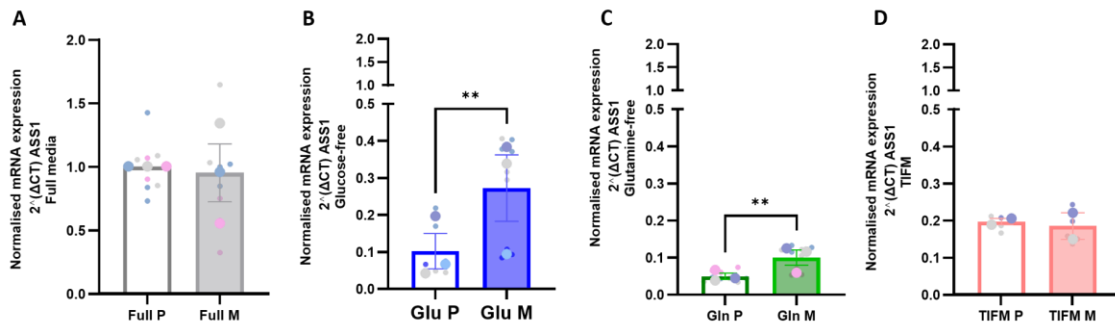 A
Normalised mRNA expression
2^(ΔCT) ASS1
Full media
2.0
1.5
1.0
0.5
0.0
Full P
Full M
B
Normalised mRNA expression
2^(ΔCT) ASS1
Glucose-free
2.0
1.5
1.0
0.5
0.4
0.3
0.2
0.1
0.0
**
Glu P
Glu M
C
Normalised mRNA expression
2^(ΔCT) ASS1
Glutamine-free
2.0
1.5
1.0
0.5
0.4
0.3
0.2
0.1
0.0
**
Gln P
Gln M
D
Normalised mRNA expression
2^(ΔCT) ASS1
TIFM
2.0
1.5
1.0
0.5
0.4
0.3
0.2
0.1
0.0
TIFM P
TIFM M